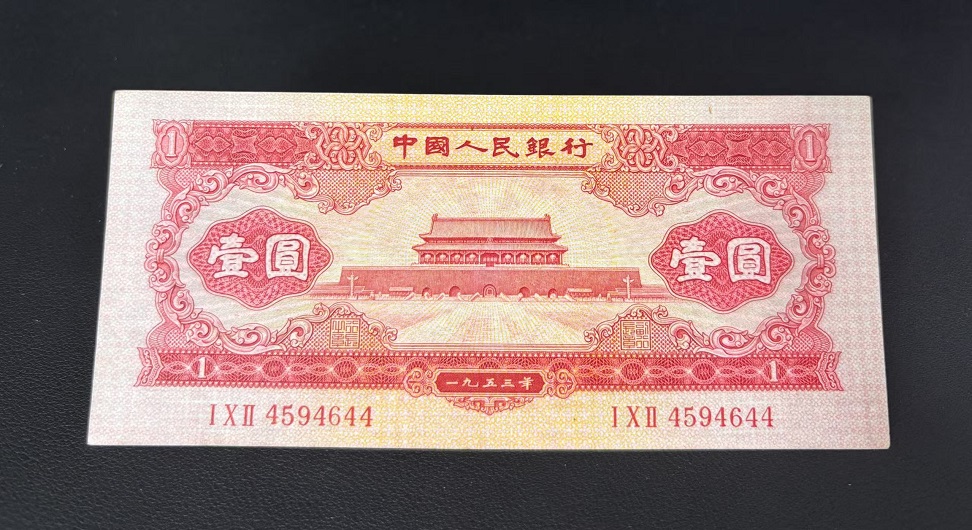 1 中國人民銀行 1
壹圓 壹圓
1 一九五三年 1
I X II 4594644 I X II 4594644